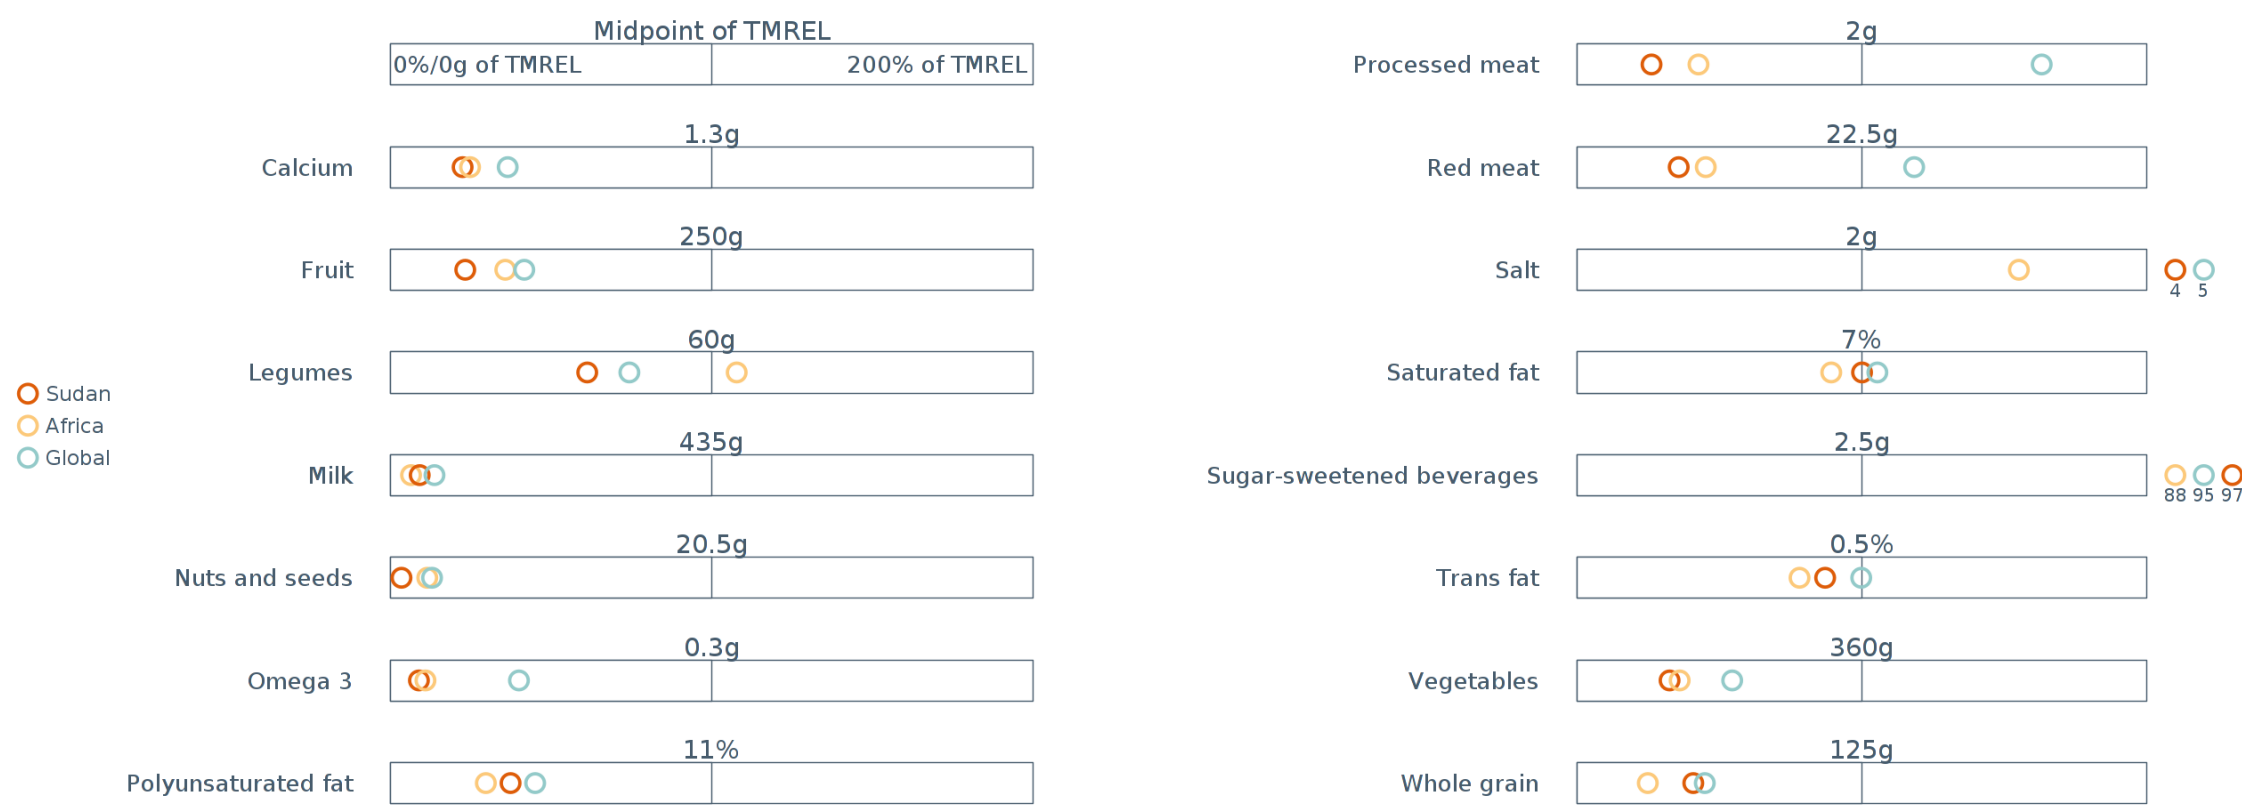 Midpoint of TMREL
0%/0g of TMREL
200% of TMREL
1.3g
Calcium
250g
Fruit
60g
Legumes
435g
Milk
20.5g
Nuts and seeds
0.3g
Omega 3
11%
Polyunsaturated fat
Sudan
Africa
Global
2g
Processed meat
22.5g
Red meat
2g
Salt
4 5
7%
Saturated fat
2.5g
Sugar-sweetened beverages
88 95 97
0.5%
Trans fat
360g
Vegetables
125g
Whole grain